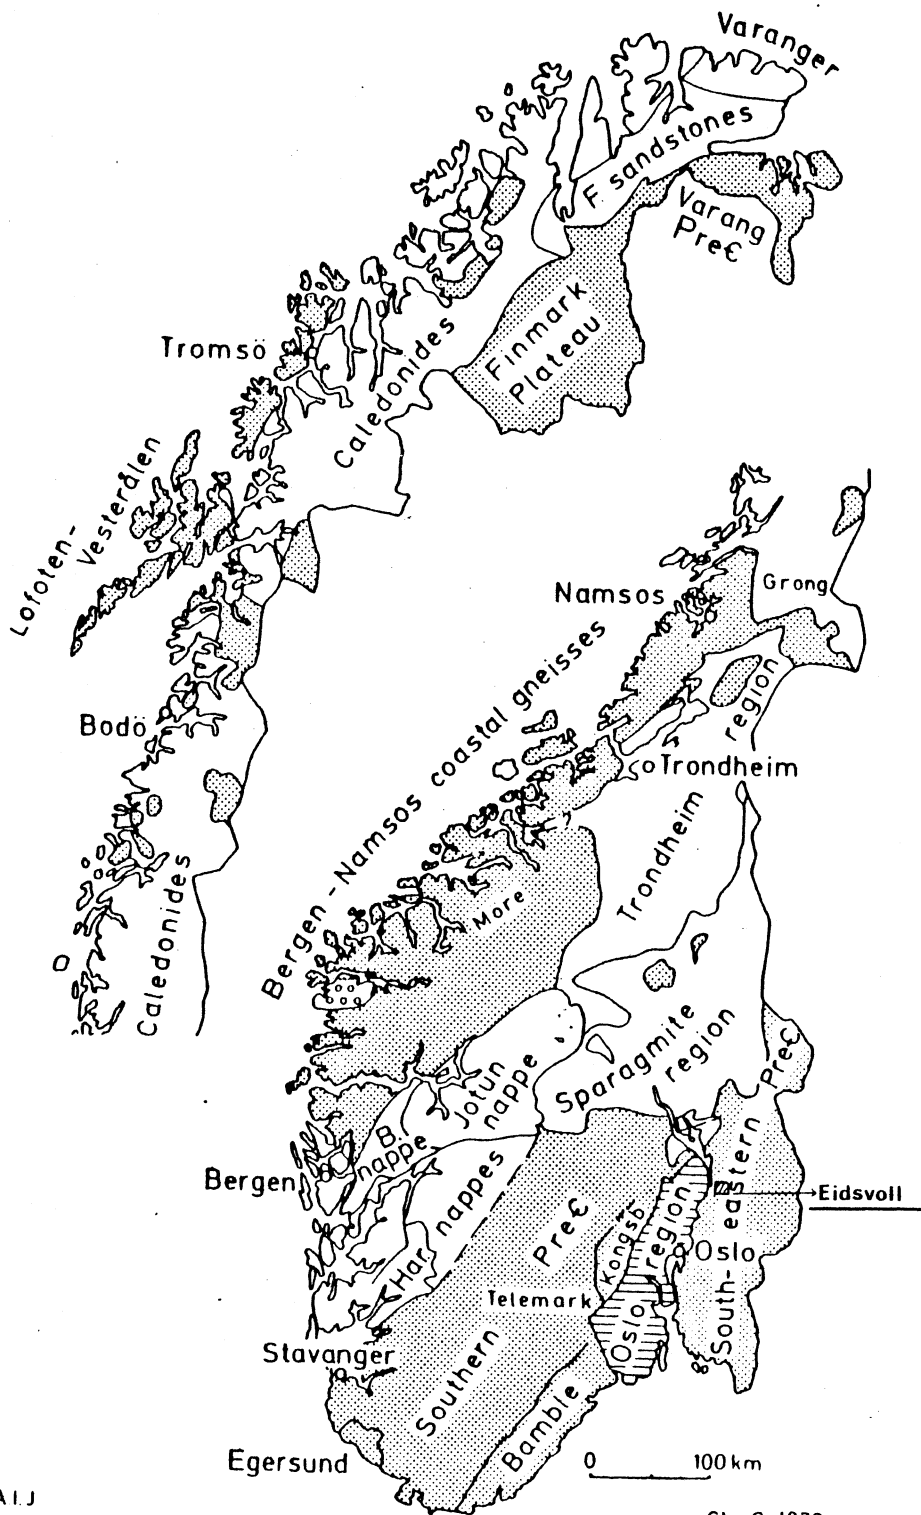 Varanger
F. sandstones
Varang
Pre€
Finmark
Plateau
Tromsö
Caledonides
Lofoten-
Vesterålen
Namsos
Grong
Bodö
Bergen - Namsos coastal gneisses
region
Trondheim
Trondheim
More
Caledonides
Sparagmite
region
Jotun
nappe
B.
nappe
Pre€
Bergen
Har. nappes
Pre€
South-eastern
Eidsvoll
Kongsb.
Oslo region
Oslo
Telemark
Stavanger
Southern
Bamble
Egersund
0 100 km
A I. J